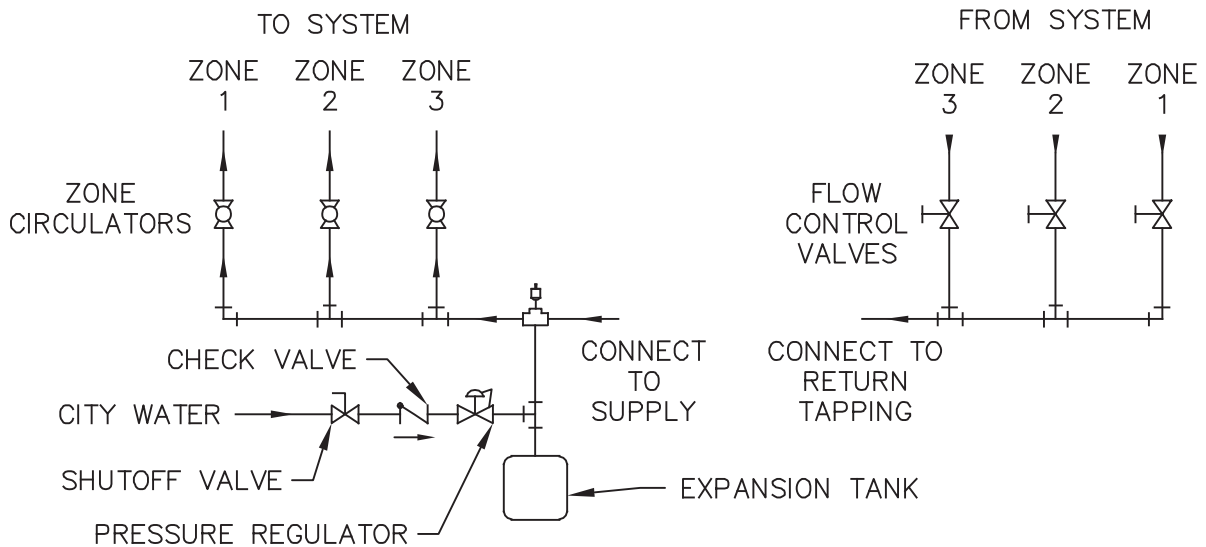 TO SYSTEM
ZONE
1
ZONE
2
ZONE
3
FROM SYSTEM
ZONE
3
ZONE
2
ZONE
1
ZONE
CIRCULATORS
FLOW
CONTROL
VALVES
CONNECT
TO
SUPPLY
CONNECT TO
RETURN
TAPPING
CHECK VALVE
CITY WATER
SHUTOFF VALVE
EXPANSION TANK
PRESSURE REGULATOR